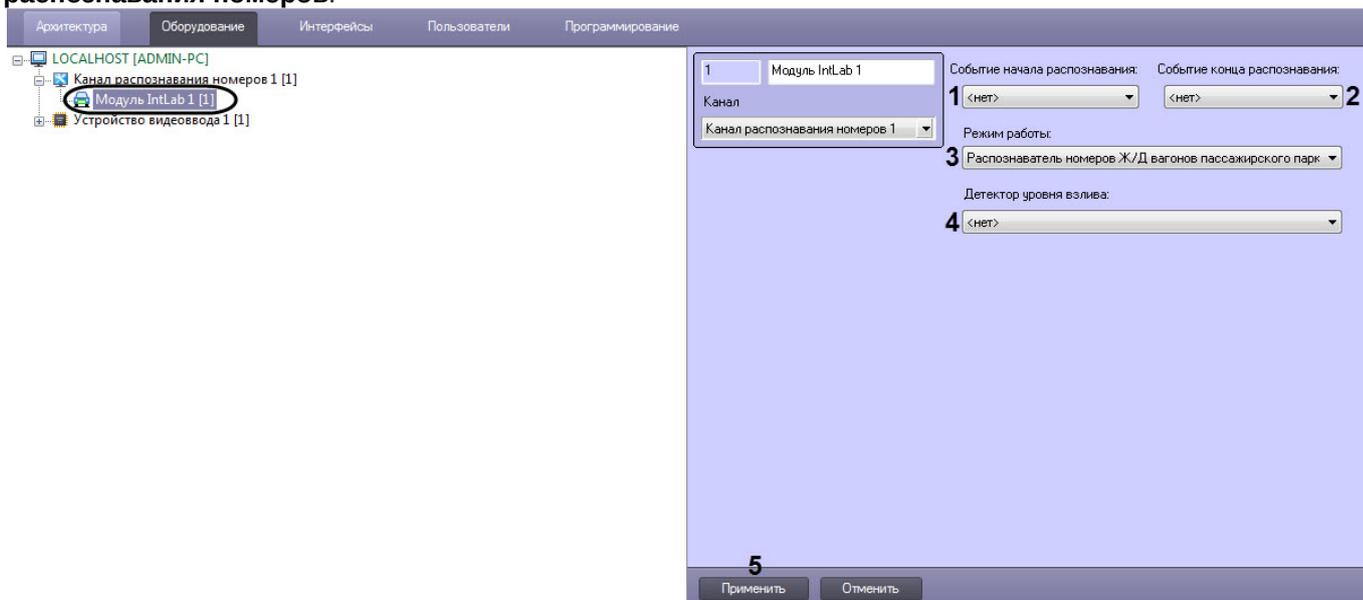 распознавания номеров.
Архитектура Оборудование Интерфейсы Пользователи Программирование
LOCALHOST [ADMIN-PC]
Канал распознавания номеров 1 [1]
Модуль IntLab 1 [1]
Устройство видеоввода 1 [1]
1 Модуль IntLab 1
Канал
Канал распознавания номеров 1
Событие начала распознавания: Событие конца распознавания:
1 <нет> <нет> 2
Режим работы:
3 Распознаватель номеров Ж/Д вагонов пассажирского парк
Детектор уровня взлива:
4 <нет>
5
Применить Отменить